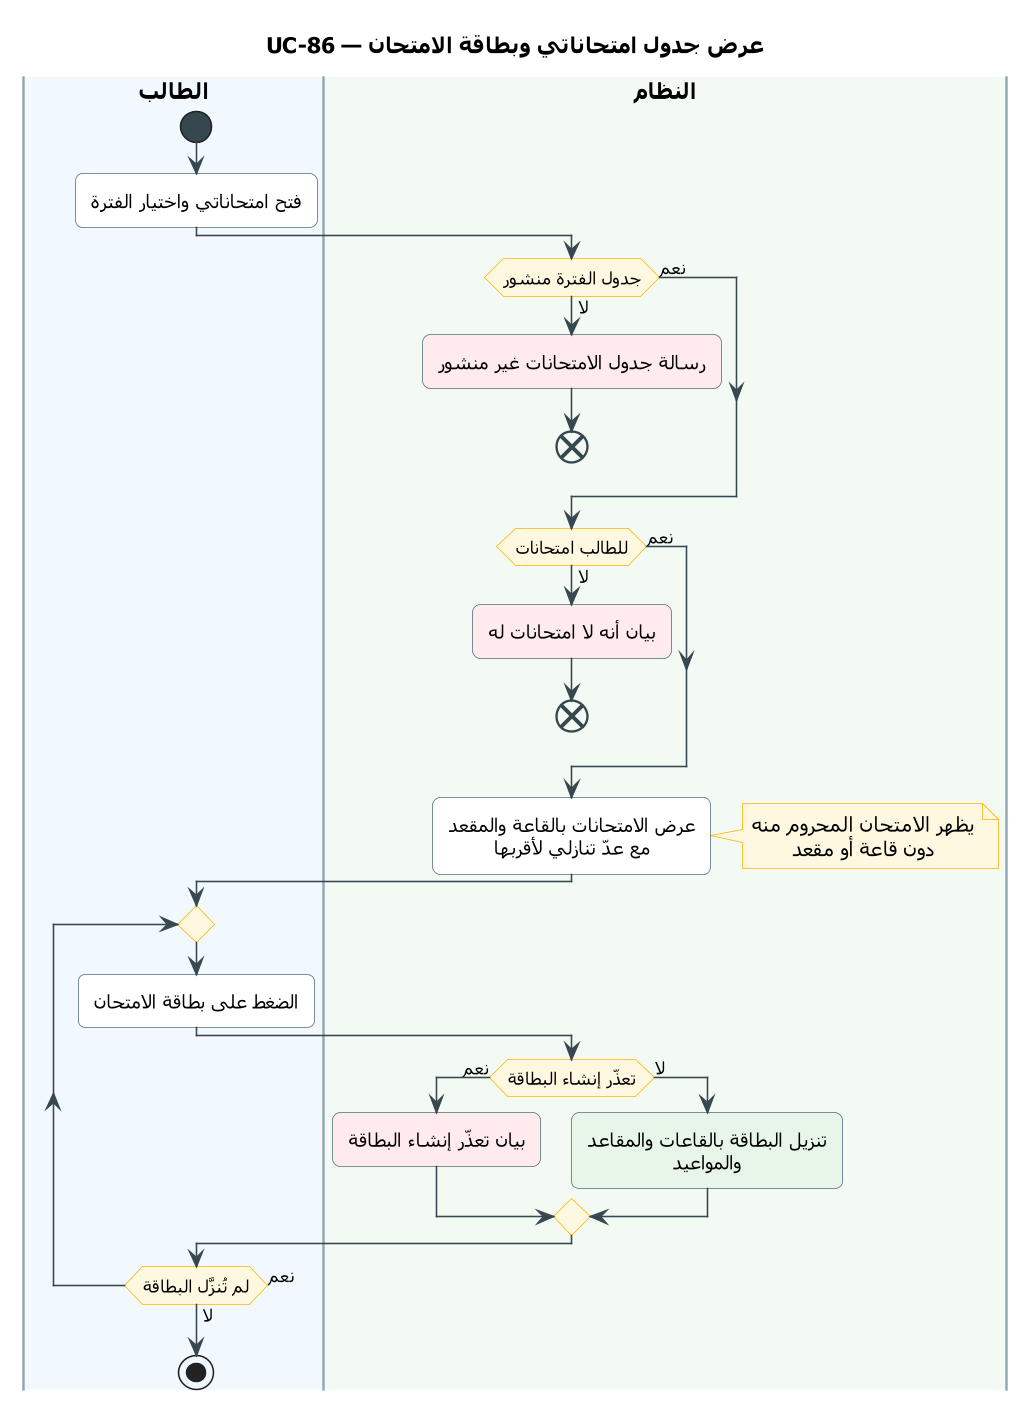 UC-86 — عرض جدول امتحاناتي وبطاقة الامتحان
الطالب
النظام
فتح امتحاناتي واختيار الفترة
جدول الفترة منشور
نعم
لا
رسالة جدول الامتحانات غير منشور
للطالب امتحانات
نعم
لا
بيان أنه لا امتحانات له
عرض الامتحانات بالقاعة والمقعد
مع عدّ تنازلي لأقربها
يظهر الامتحان المحروم منه
دون قاعة أو مقعد
الضغط على بطاقة الامتحان
تعذّر إنشاء البطاقة
نعم
لا
بيان تعذّر إنشاء البطاقة
تنزيل البطاقة بالقاعات والمقاعد
والمواعيد
لم تُنزَّل البطاقة
نعم
لا